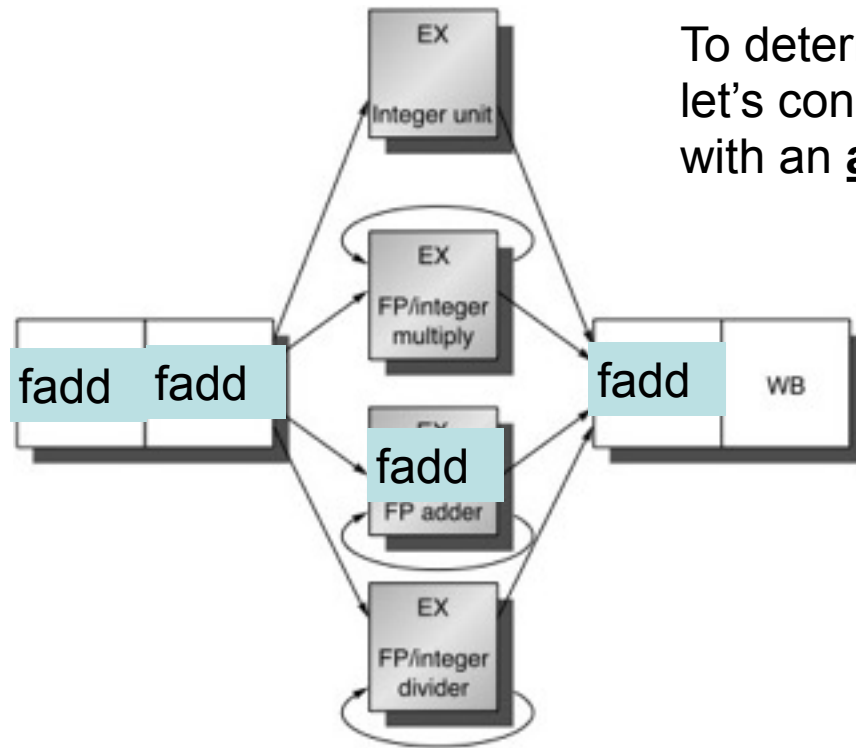 To deter
let's con
with an a
EX
Integer unit
EX
FP/integer
multiply
fadd fadd fadd WB
fadd
FP adder
EX
FP/integer
divider